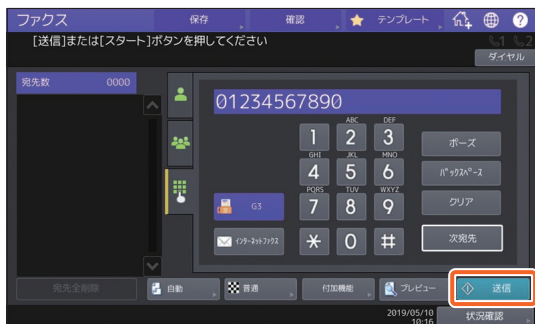 ファクス 保存 確認 テンプレート ?
[送信]または[スタート]ボタンを押してください
1 2
ダイヤル
宛先数 0000
01234567890
ABC DEF
1 2 3
ポーズ
GHI JKL MNO
4 5 6
バックスペース
PQRS TUV WXYZ
G3 7 8 9
クリア
インターネットファクス * 0 #
次宛先
宛先全削除 自動 普通 付加機能 プレビュー 送信
2019/05/10
10:16
状況確認